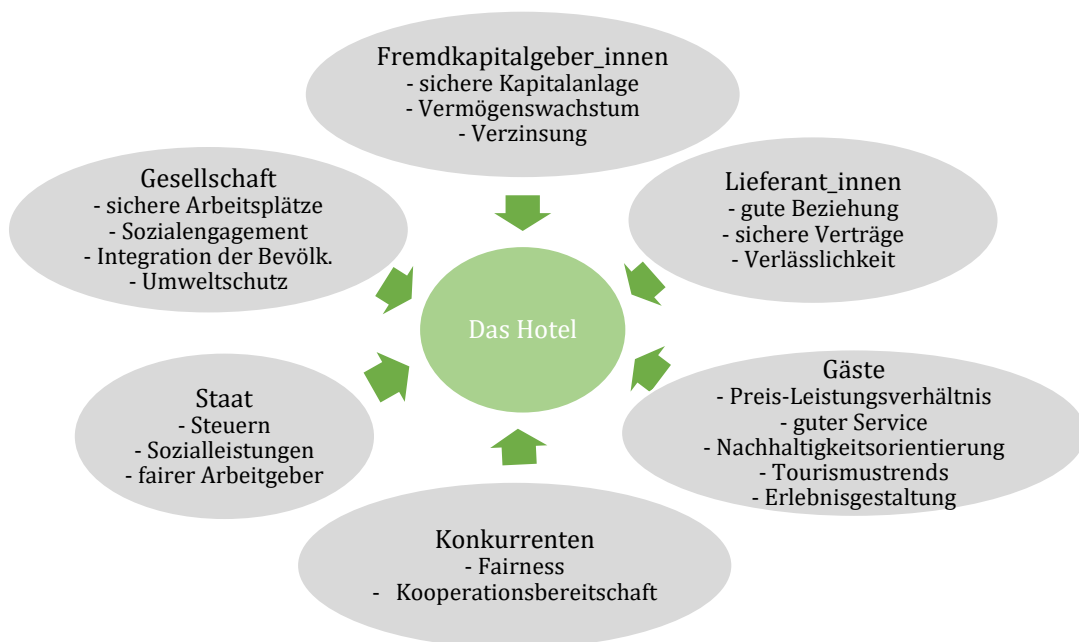 Fremdkapitalgeber_innen
- sichere Kapitalanlage
- Vermögenswachstum
- Verzinsung
Gesellschaft
- sichere Arbeitsplätze
- Sozialengagement
- Integration der Bevölk.
- Umweltschutz
Lieferant_innen
- gute Beziehung
- sichere Verträge
- Verlässlichkeit
Das Hotel
Staat
- Steuern
- Sozialleistungen
- fairer Arbeitgeber
Gäste
- Preis-Leistungsverhältnis
- guter Service
- Nachhaltigkeitsorientierung
- Tourismustrends
- Erlebnisgestaltung
Konkurrenten
- Fairness
- Kooperationsbereitschaft